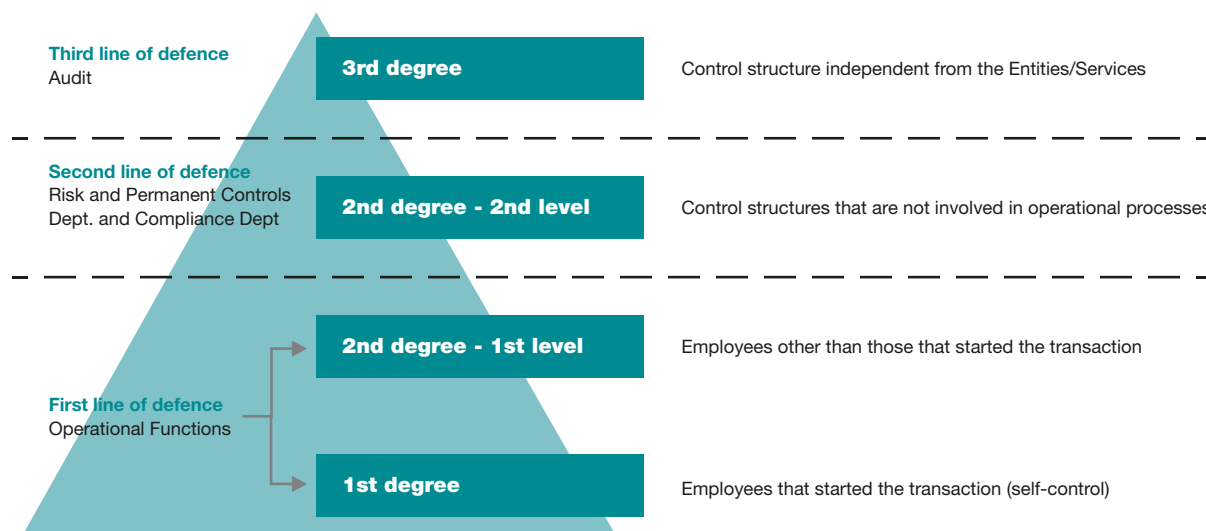 Third line of defence
Audit
3rd degree
Control structure independent from the Entities/Services
Second line of defence
Risk and Permanent Controls
Dept. and Compliance Dept
2nd degree - 2nd level
Control structures that are not involved in operational processes
2nd degree - 1st level
Employees other than those that started the transaction
First line of defence
Operational Functions
1st degree
Employees that started the transaction (self-control)